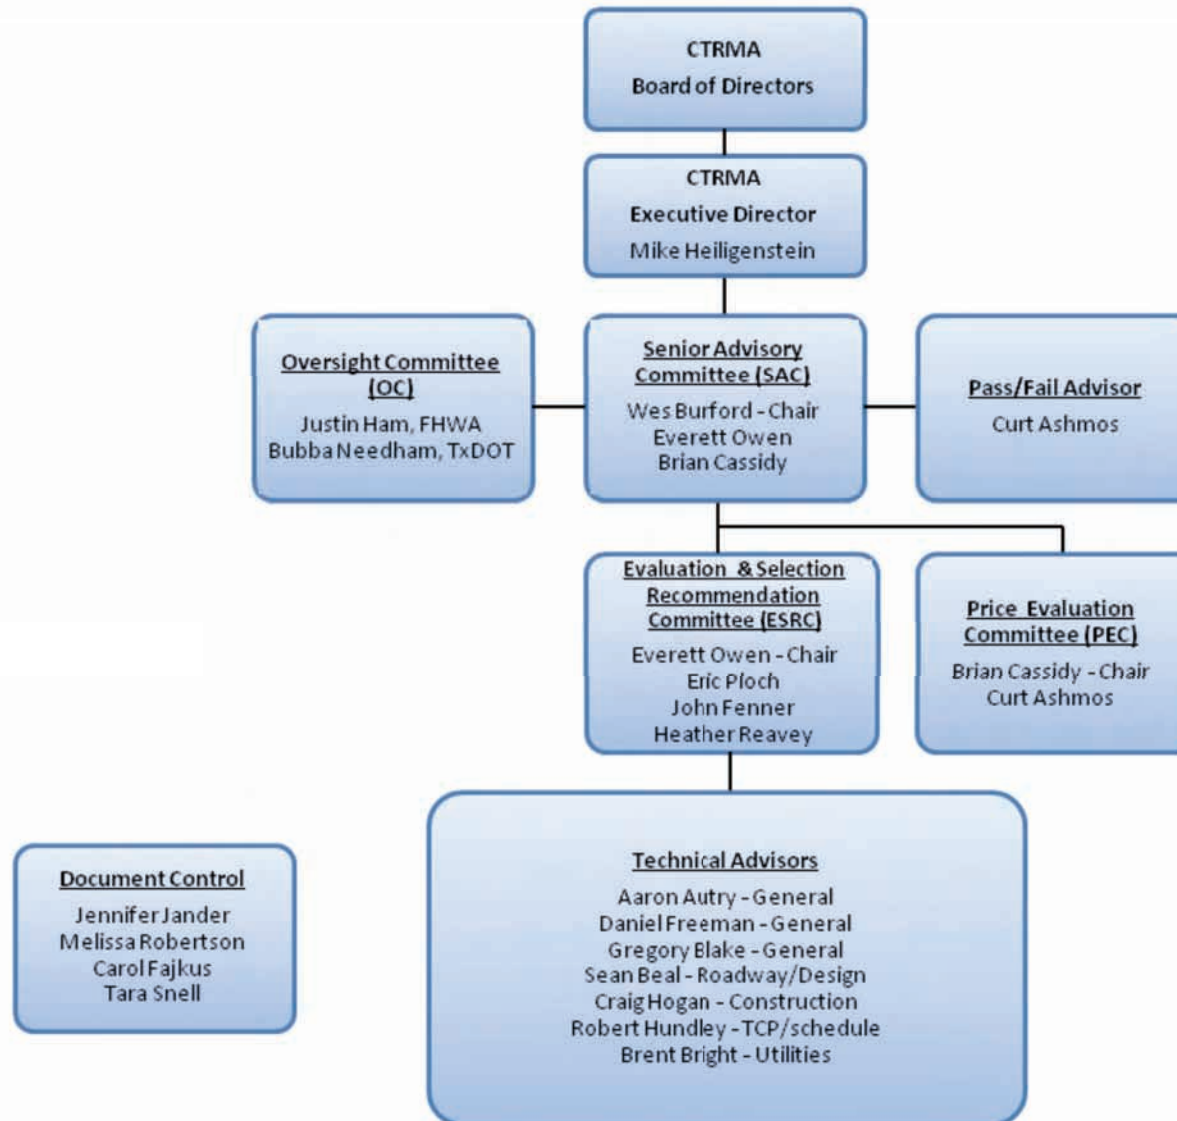 CTRMA
Board of Directors
CTRMA
Executive Director
Mike Heiligenstein
Oversight Committee
(OC)
Justin Ham, FHWA
Bubba Needham, TxDOT
Senior Advisory
Committee (SAC)
Wes Burford - Chair
Everett Owen
Brian Cassidy
Pass/Fail Advisor
Curt Ashmos
Evaluation & Selection
Recommendation
Committee (ESRC)
Everett Owen - Chair
Eric Ploch
John Fenner
Heather Reavey
Price Evaluation
Committee (PEC)
Brian Cassidy - Chair
Curt Ashmos
Document Control
Jennifer Jander
Melissa Robertson
Carol Fajkus
Tara Snell
Technical Advisors
Aaron Autry - General
Daniel Freeman - General
Gregory Blake - General
Sean Beal - Roadway/Design
Craig Hogan - Construction
Robert Hundley - TCP/schedule
Brent Bright - Utilities